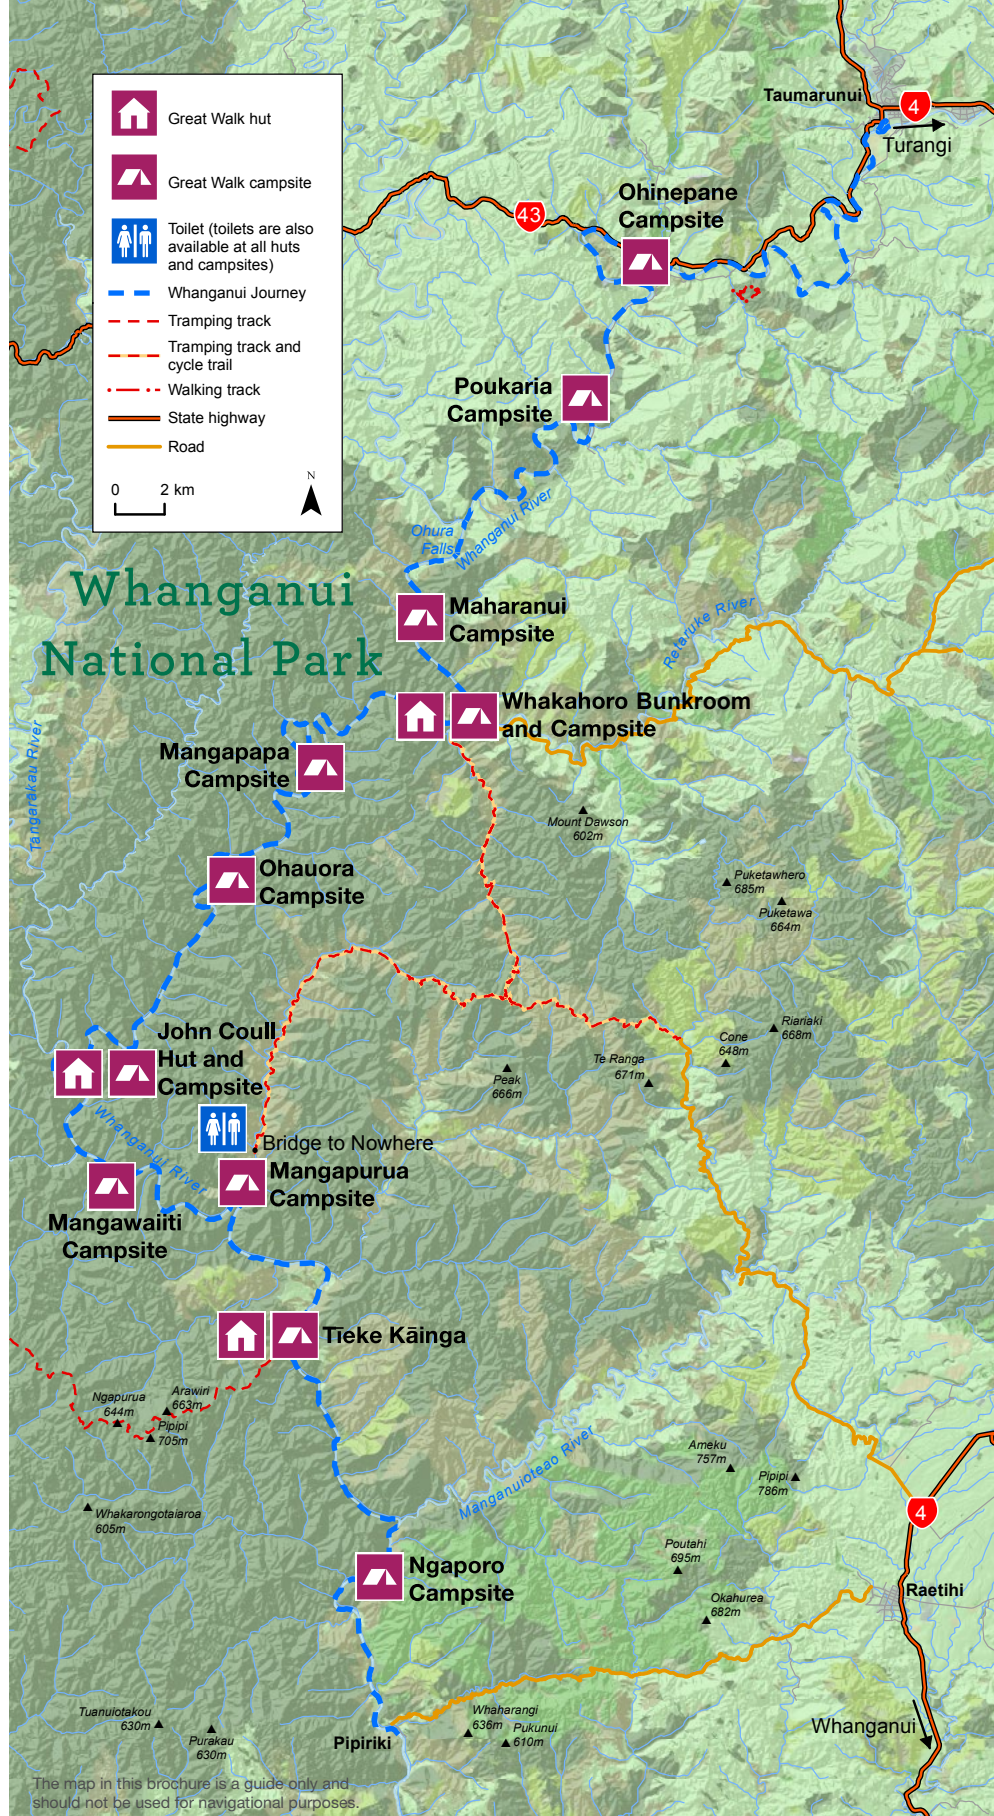 Great Walk hut
Great Walk campsite
Toilet (toilets are also
available at all huts
and campsites)
Whanganui Journey
Tramping track
Tramping track and
cycle trail
Walking track
State highway
Road
0 2 km
N
Taumarunui
4
Turangi
43
Ohinepane
Campsite
Poukaria
Campsite
Ohura
Falls
Whanganui River
Whanganui
National Park
Maharanui
Campsite
Retaruke River
Whakahoro Bunkroom
and Campsite
Mangapapa
Campsite
Tangarakau River
Mount Dawson
602m
Ohauora
Campsite
Puketawhero
685m
Puketawa
664m
John Coull
Hut and
Campsite
Riariaki
668m
Cone
648m
Te Ranga
671m
Peak
666m
Whanganui River
Bridge to Nowhere
Mangapurua
Campsite
Mangawaiiti
Campsite
Tīeke Kāinga
Ngapurua
644m
Arawiri
663m
Pipipi
705m
Manganuioteao River
Ameku
757m
Pipipi
786m
Whakarongotaiaroa
605m
4
Poutahi
695m
Ngaporo
Campsite
Okahurea
682m
Raetihi
Tuanuiotakou
630m
Purakau
630m
Pipiriki
Whaharangi
636m
Pukunui
610m
Whanganui
The map in this brochure is a guide only and
should not be used for navigational purposes.